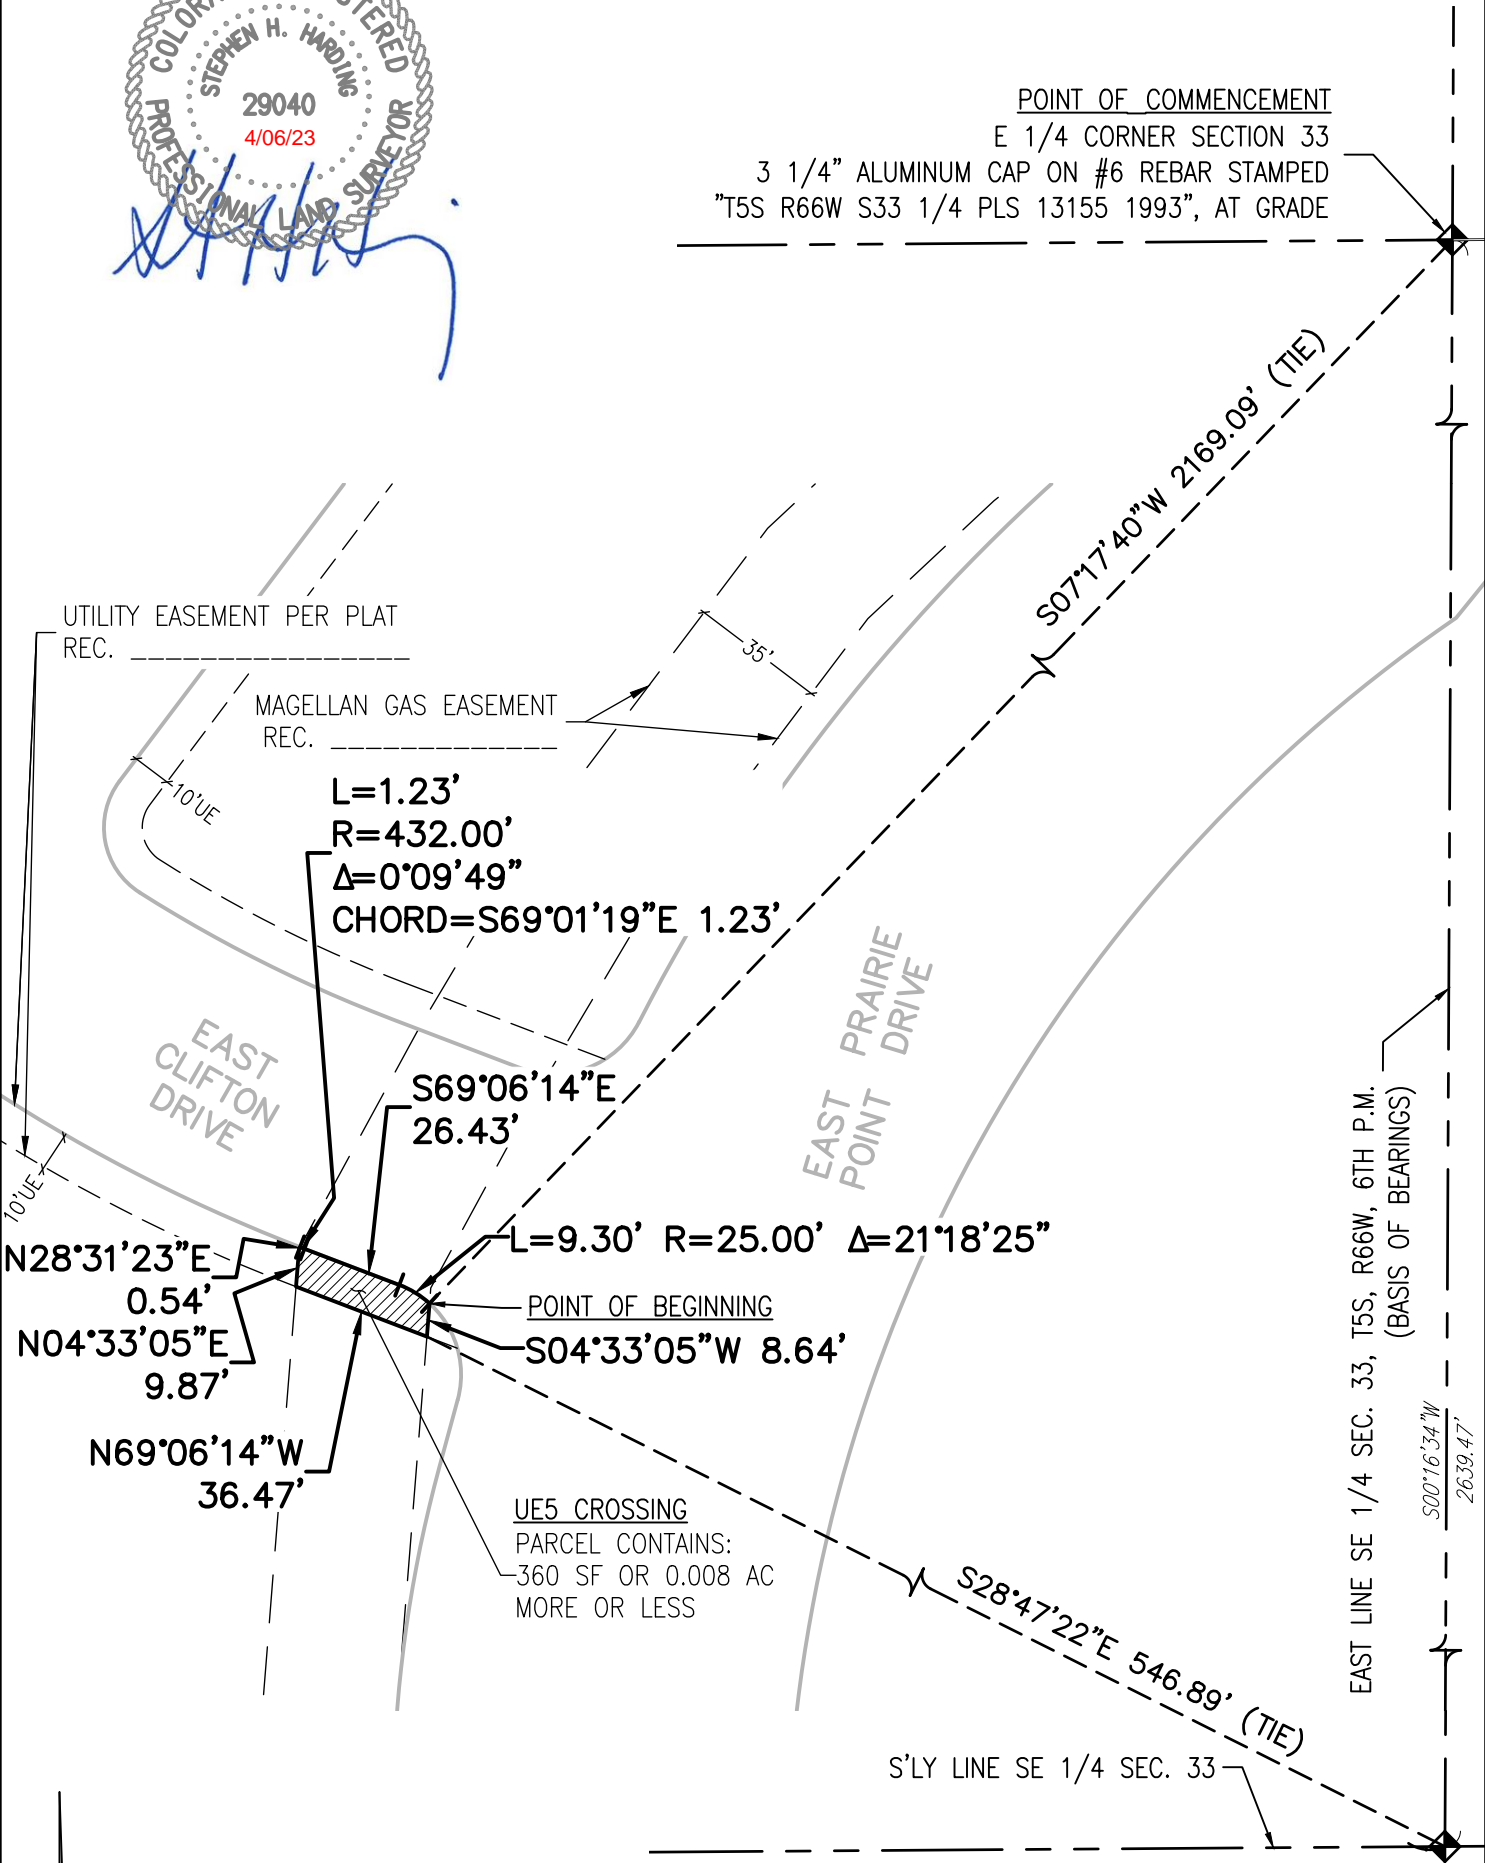 STEPHEN H. HARDING
29040
4/06/23
PROFESSIONAL LAND SURVEYOR
POINT OF COMMENCEMENT
E 1/4 CORNER SECTION 33
3 1/4" ALUMINUM CAP ON #6 REBAR STAMPED
"T5S R66W S33 1/4 PLS 13155 1993", AT GRADE
S07°17'40"W 2169.09' (TIE)
UTILITY EASEMENT PER PLAT
REC. ________________
35'
MAGELLAN GAS EASEMENT
REC. _____________
10'UE
L=1.23'
R=432.00'
Δ=0°09'49"
CHORD=S69°01'19"E 1.23'
EAST
CLIFTON
DRIVE
EAST PRAIRIE
POINT DRIVE
S69°06'14"E
26.43'
10'UE
L=9.30' R=25.00' Δ=21°18'25"
N28°31'23"E
0.54'
POINT OF BEGINNING
N04°33'05"E
9.87'
S04°33'05"W 8.64'
N69°06'14"W
36.47'
UE5 CROSSING
PARCEL CONTAINS:
360 SF OR 0.008 AC
MORE OR LESS
EAST LINE SE 1/4 SEC. 33, T5S, R66W, 6TH P.M.
(BASIS OF BEARINGS)
S00°16'34"W
2639.47'
S28°47'22"E 546.89' (TIE)
S'LY LINE SE 1/4 SEC. 33